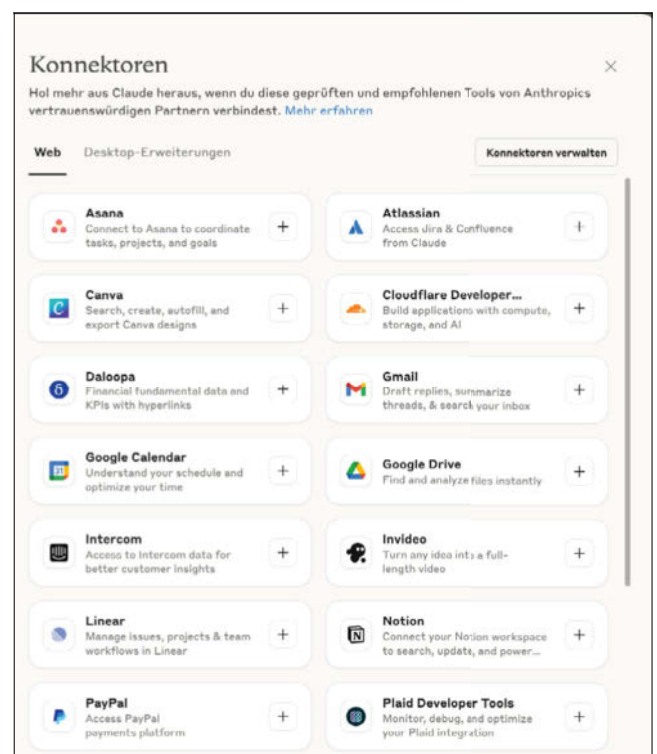 Konnektoren
Hol mehr aus Claude heraus, wenn du diese geprüften und empfohlenen Tools von Anthropics
vertrauenswürdigen Partnern verbindest. Mehr erfahren
Web
Desktop-Erweiterungen
Konnektoren verwalten
Asana
Connect to Asana to coordinate
tasks, projects, and goals
Atlassian
Access Jira & Confluence
from Claude
Canva
Search, create, autofill, and
export Canva designs
Cloudflare Developer...
Build applications with compute,
storage, and AI
Daloopa
Financial fundamental data and
KPIs with hyperlinks
Gmail
Draft replies, summarize
threads, & search your inbox
Google Calendar
Understand your schedule and
optimize your time
Google Drive
Find and analyze files instantly
Intercom
Access to Intercom data for
better customer insights
Invideo
Turn any idea into a full-
length video
Linear
Manage issues, projects & team
workflows in Linear
Notion
Connect your Notion workspace
to search, update, and power...
PayPal
Access PayPal
payments platform
Plaid Developer Tools
Monitor, debug, and optimize
your Plaid integration